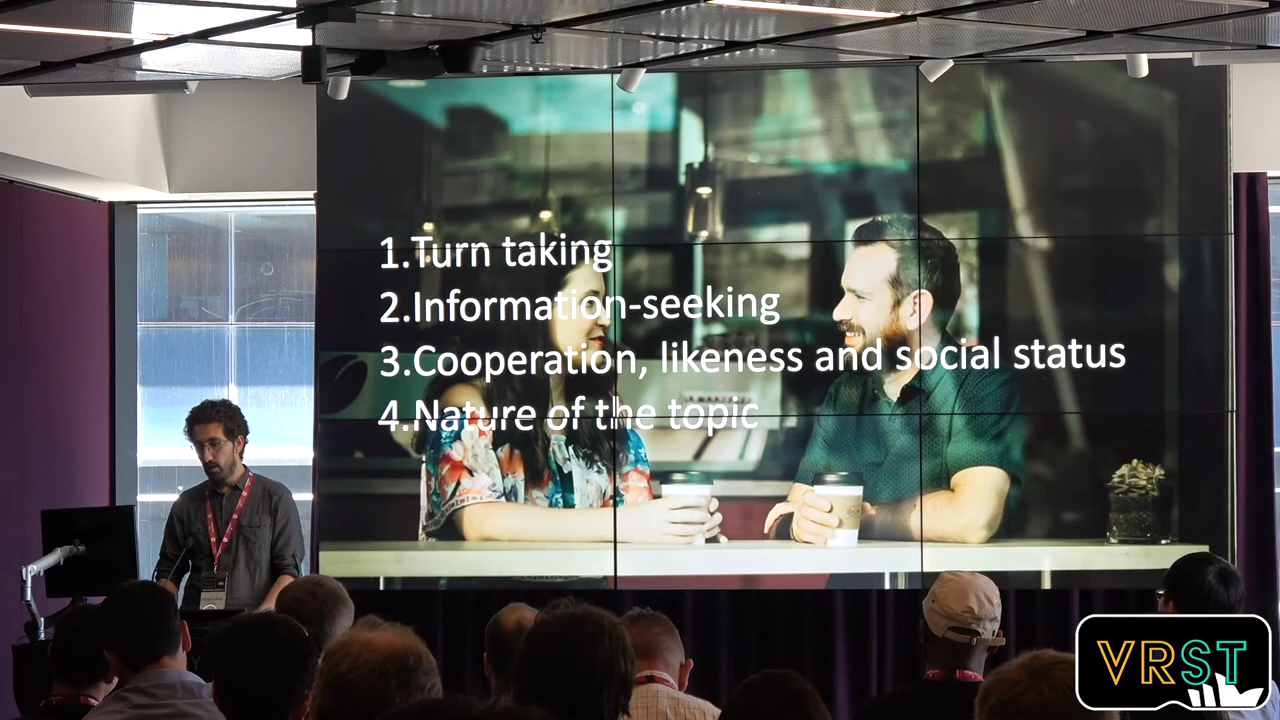 1.Turn taking
2.Information-seeking
3.Cooperation, likeness and social status
4.Nature of the topic
VRST